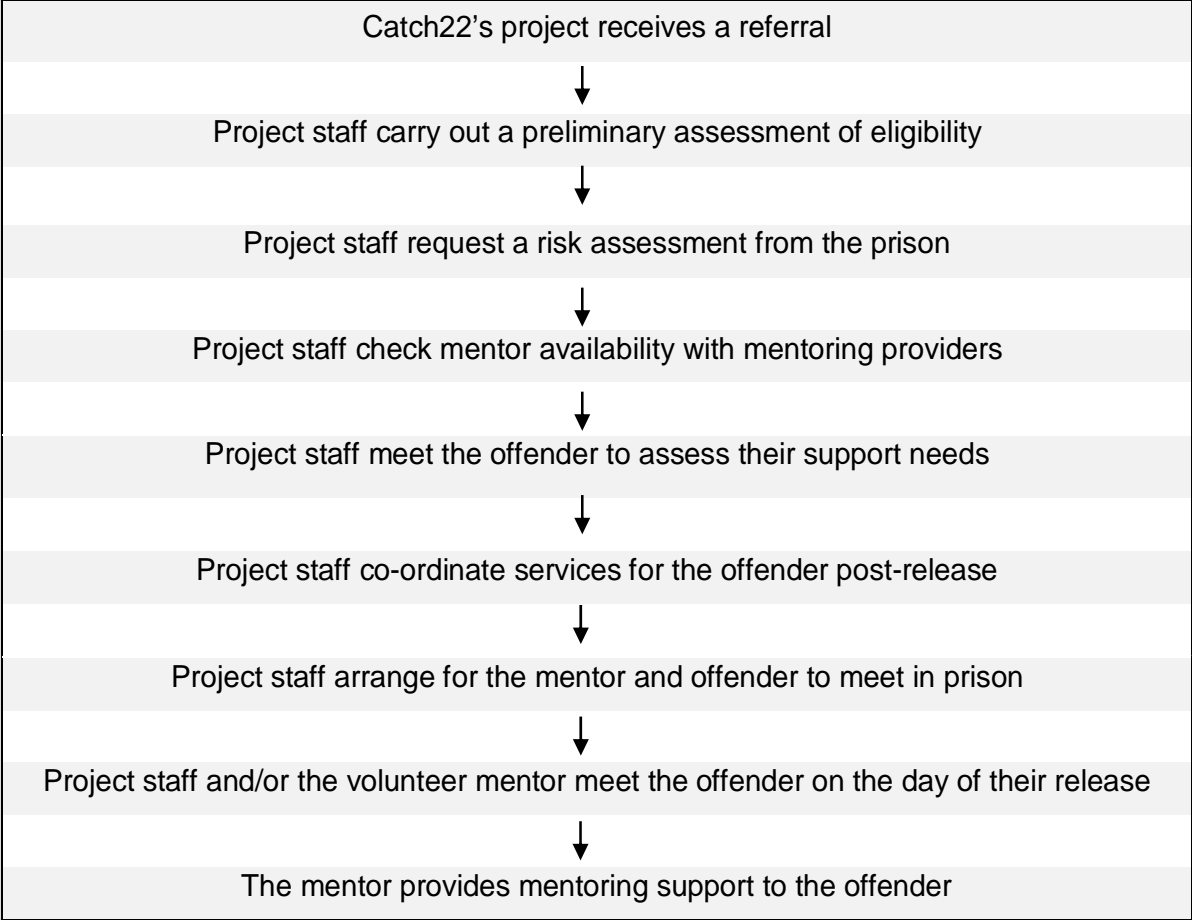 Catch22's project receives a referral
Project staff carry out a preliminary assessment of eligibility
Project staff request a risk assessment from the prison
Project staff check mentor availability with mentoring providers
Project staff meet the offender to assess their support needs
Project staff co-ordinate services for the offender post-release
Project staff arrange for the mentor and offender to meet in prison
Project staff and/or the volunteer mentor meet the offender on the day of their release
The mentor provides mentoring support to the offender